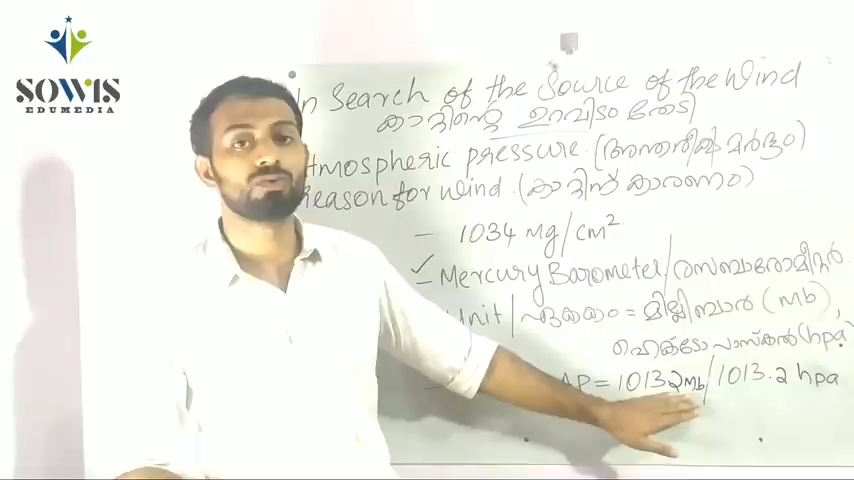 SOWIS
EDUMEDIA
In Search of the Source of the Wind
കാറ്റിന്റെ ഉറവിടം തേടി
Atmospheric pressure. (അന്തരീക്ഷ മർദ്ദം)
Reason for Wind. (കാറ്റിന് കാരണം)
- 1034 mg/cm²
✓ Mercury Barometer/രസബാരോമീറ്റർ
Unit/ഏകകം = മില്ലിബാർ (mb),
ഹെക്ടോപാസ്കൽ (hpa)
AP = 1013.2mb/1013.2 hpa